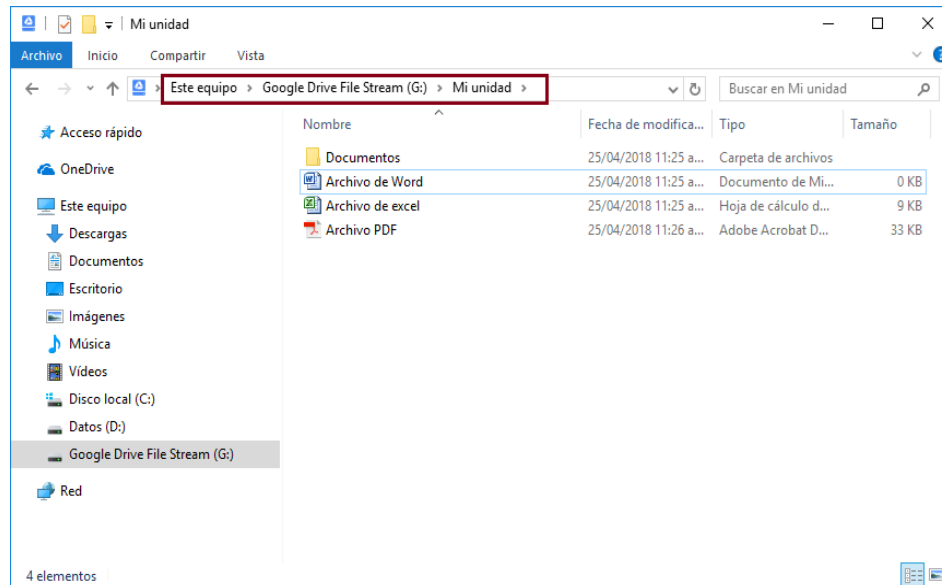 Mi unidad
Archivo Inicio Compartir Vista
Este equipo > Google Drive File Stream (G:) > Mi unidad >
Buscar en Mi unidad
Nombre Fecha de modifica... Tipo Tamaño
Acceso rápido
OneDrive
Este equipo
Descargas
Documentos
Escritorio
Imágenes
Música
Vídeos
Disco local (C:)
Datos (D:)
Google Drive File Stream (G:)
Red
Documentos 25/04/2018 11:25 a... Carpeta de archivos
Archivo de Word 25/04/2018 11:25 a... Documento de Mi... 0 KB
Archivo de excel 25/04/2018 11:25 a... Hoja de cálculo d... 9 KB
Archivo PDF 25/04/2018 11:26 a... Adobe Acrobat D... 33 KB
4 elementos